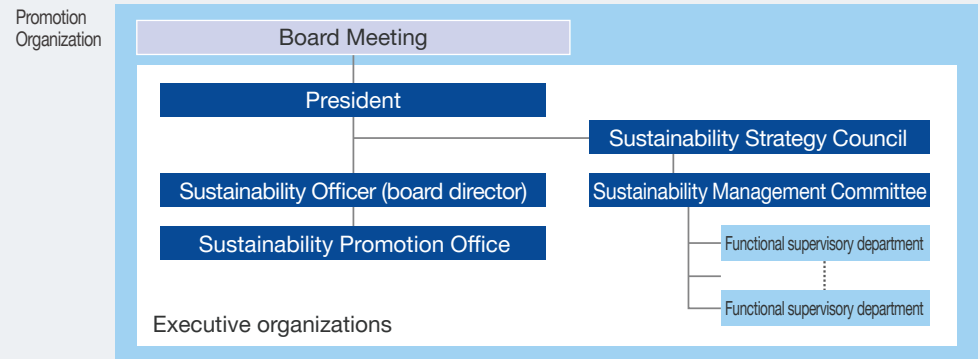 Promotion
Organization
Board Meeting
President
Sustainability Strategy Council
Sustainability Officer (board director)
Sustainability Management Committee
Sustainability Promotion Office
Functional supervisory department
Functional supervisory department
Executive organizations